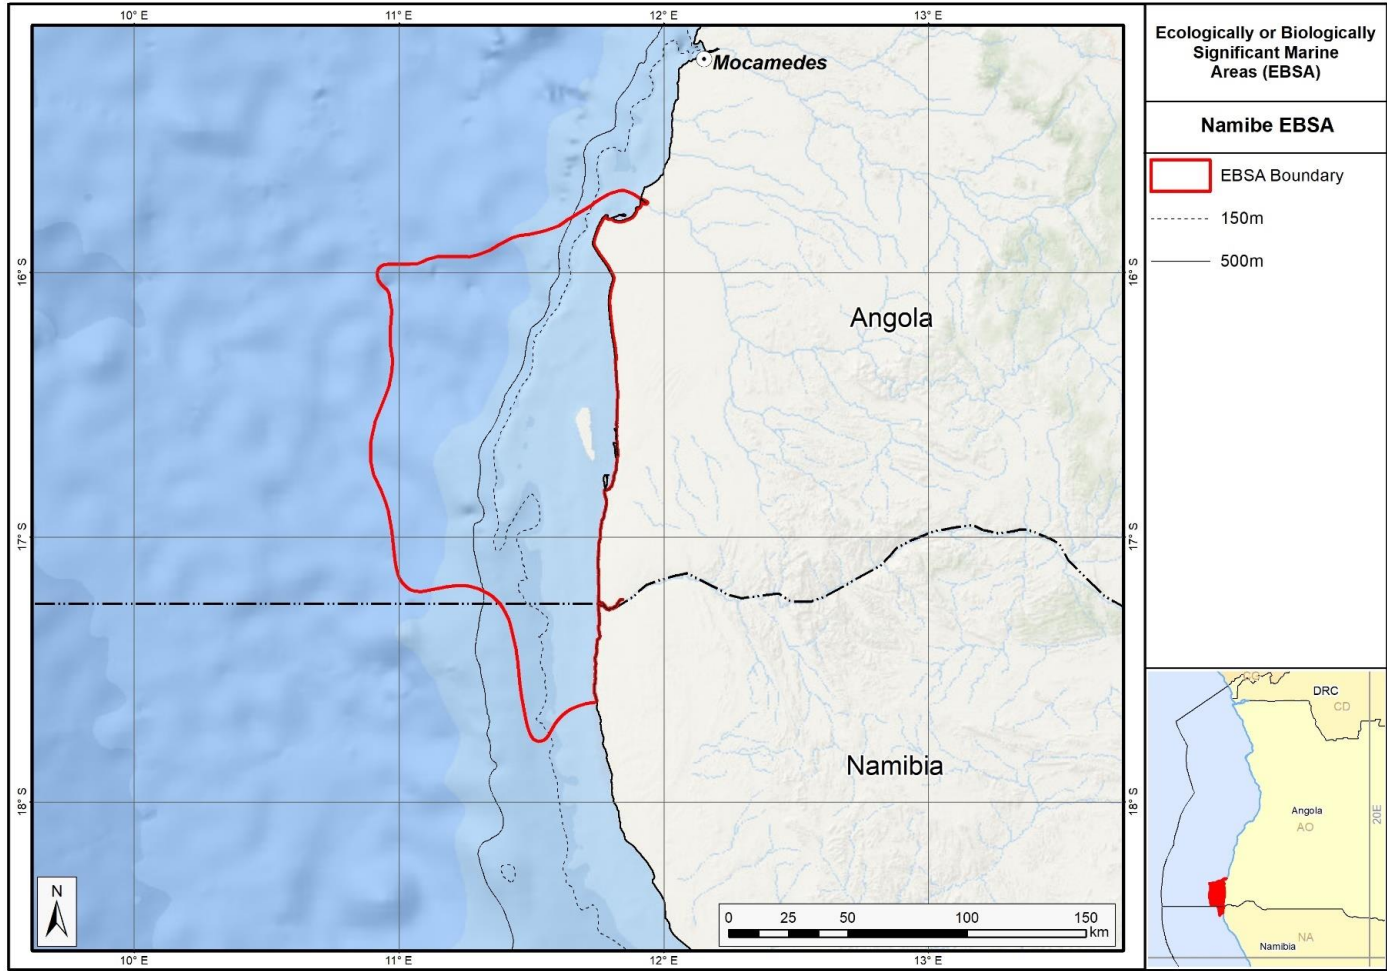 10° E
11° E
12° E
13° E
Mocamedes
16° S
16° S
Angola
17° S
17° S
Namibia
18° S
18° S
N
0 25 50 100 150
km
10° E
11° E
12° E
13° E
Ecologically or Biologically
Significant Marine
Areas (EBSA)
Namibe EBSA
EBSA Boundary
150m
500m
DRC
CD
Angola
AO
20E
NA
Namibia